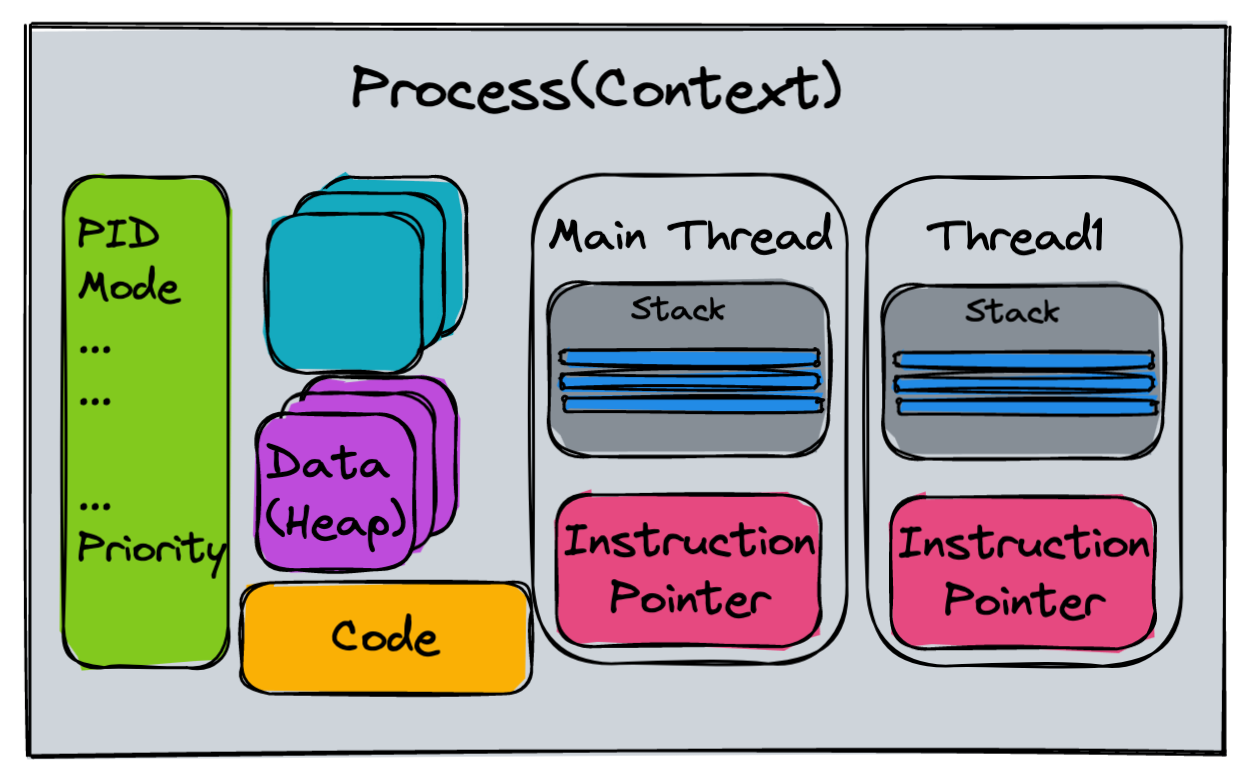 Process(Context)
PID
Mode
...
...
...
Priority
Data
(Heap)
Code
Main Thread
Stack
Instruction
Pointer
Thread1
Stack
Instruction
Pointer